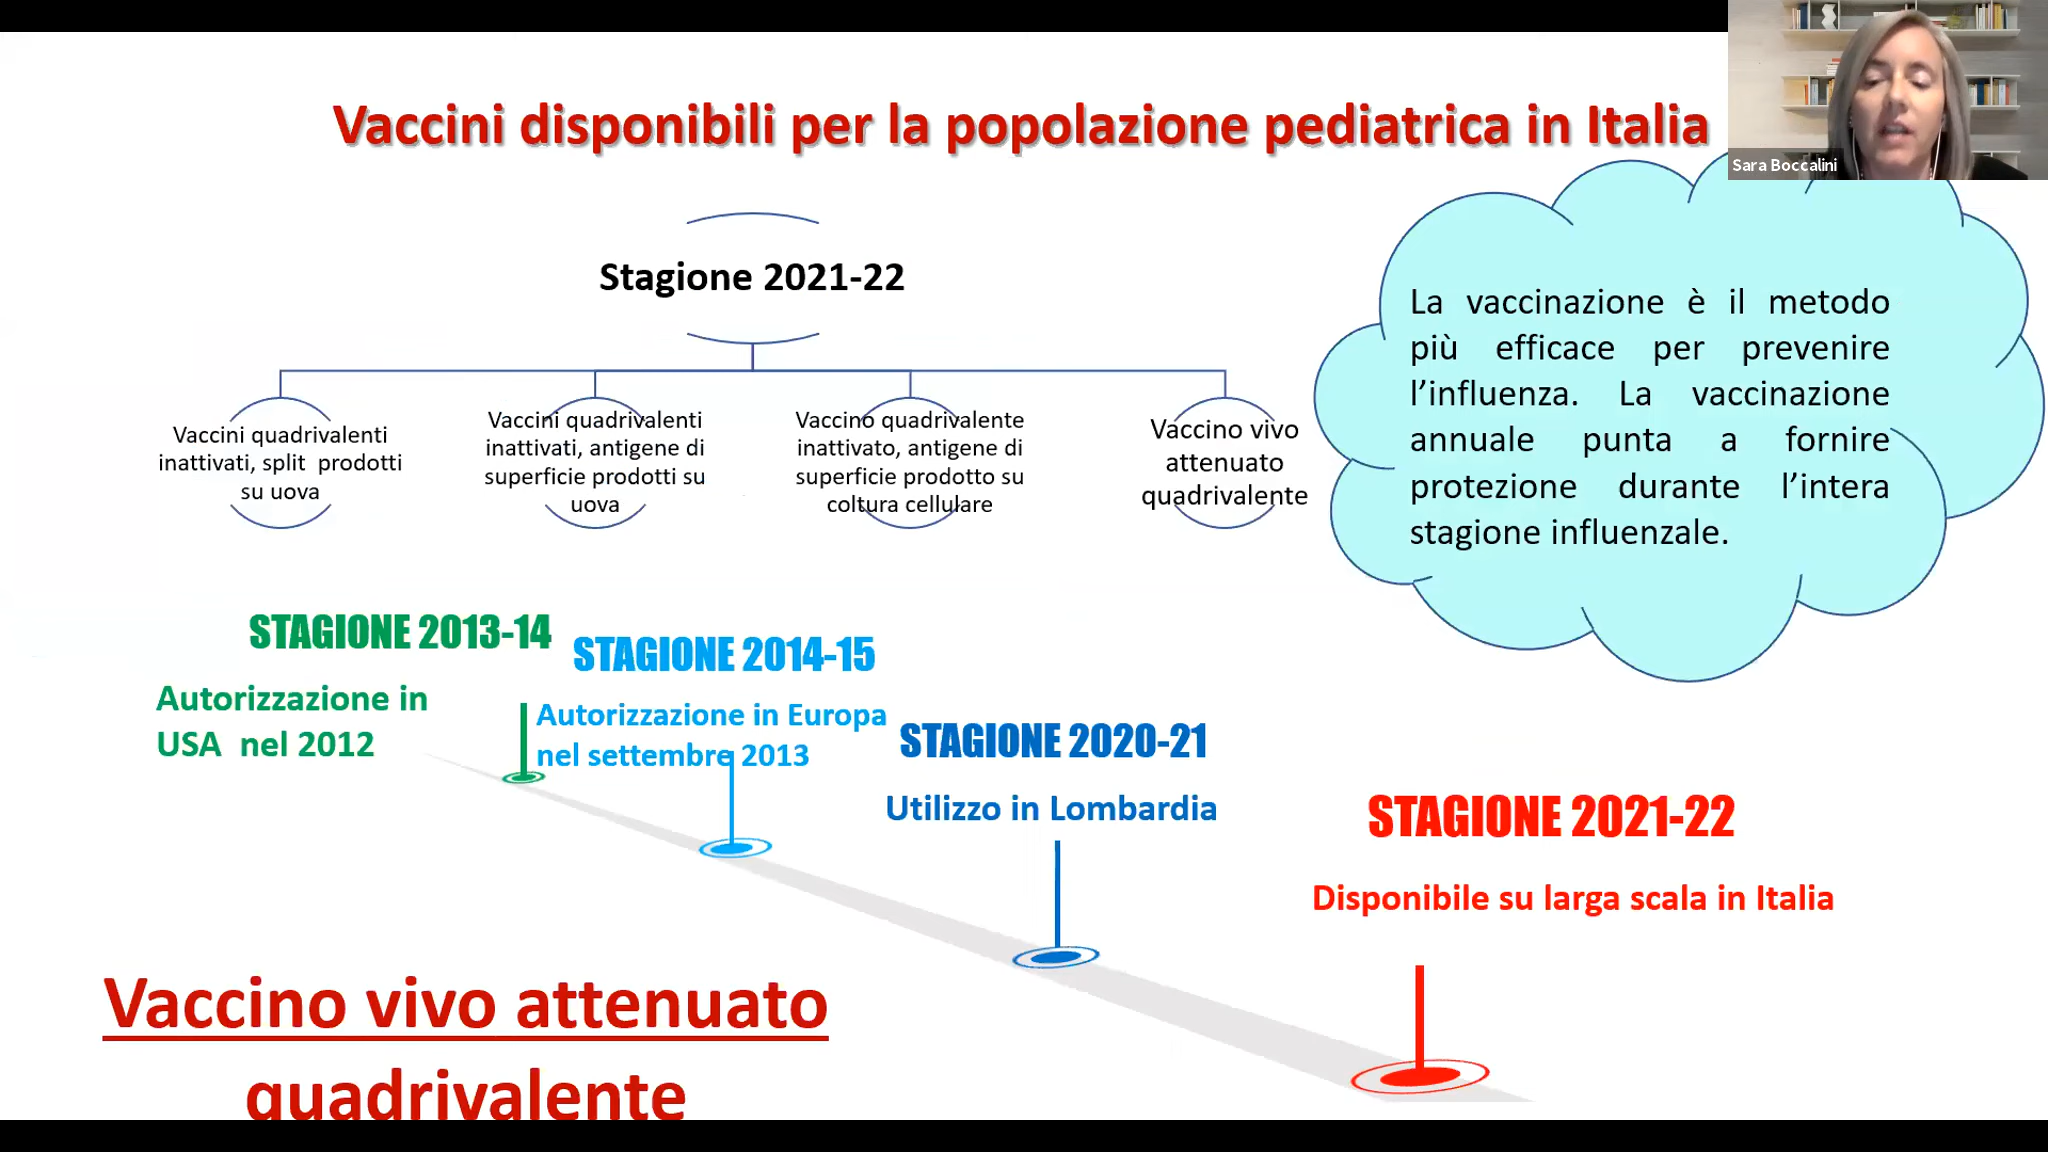 Vaccini disponibili per la popolazione pediatrica in Italia
Sara Boccalini
Stagione 2021-22
Vaccini quadrivalenti
inattivati, split prodotti
su uova
Vaccini quadrivalenti
inattivati, antigene di
superficie prodotti su
uova
Vaccino quadrivalente
inattivato, antigene di
superficie prodotto su
coltura cellulare
Vaccino vivo
attenuato
quadrivalente
La vaccinazione è il metodo
più efficace per prevenire
l’influenza. La vaccinazione
annuale punta a fornire
protezione durante l’intera
stagione influenzale.
STAGIONE 2013-14
Autorizzazione in
USA nel 2012
STAGIONE 2014-15
Autorizzazione in Europa
nel settembre 2013
STAGIONE 2020-21
Utilizzo in Lombardia
STAGIONE 2021-22
Disponibile su larga scala in Italia
Vaccino vivo attenuato
quadrivalente